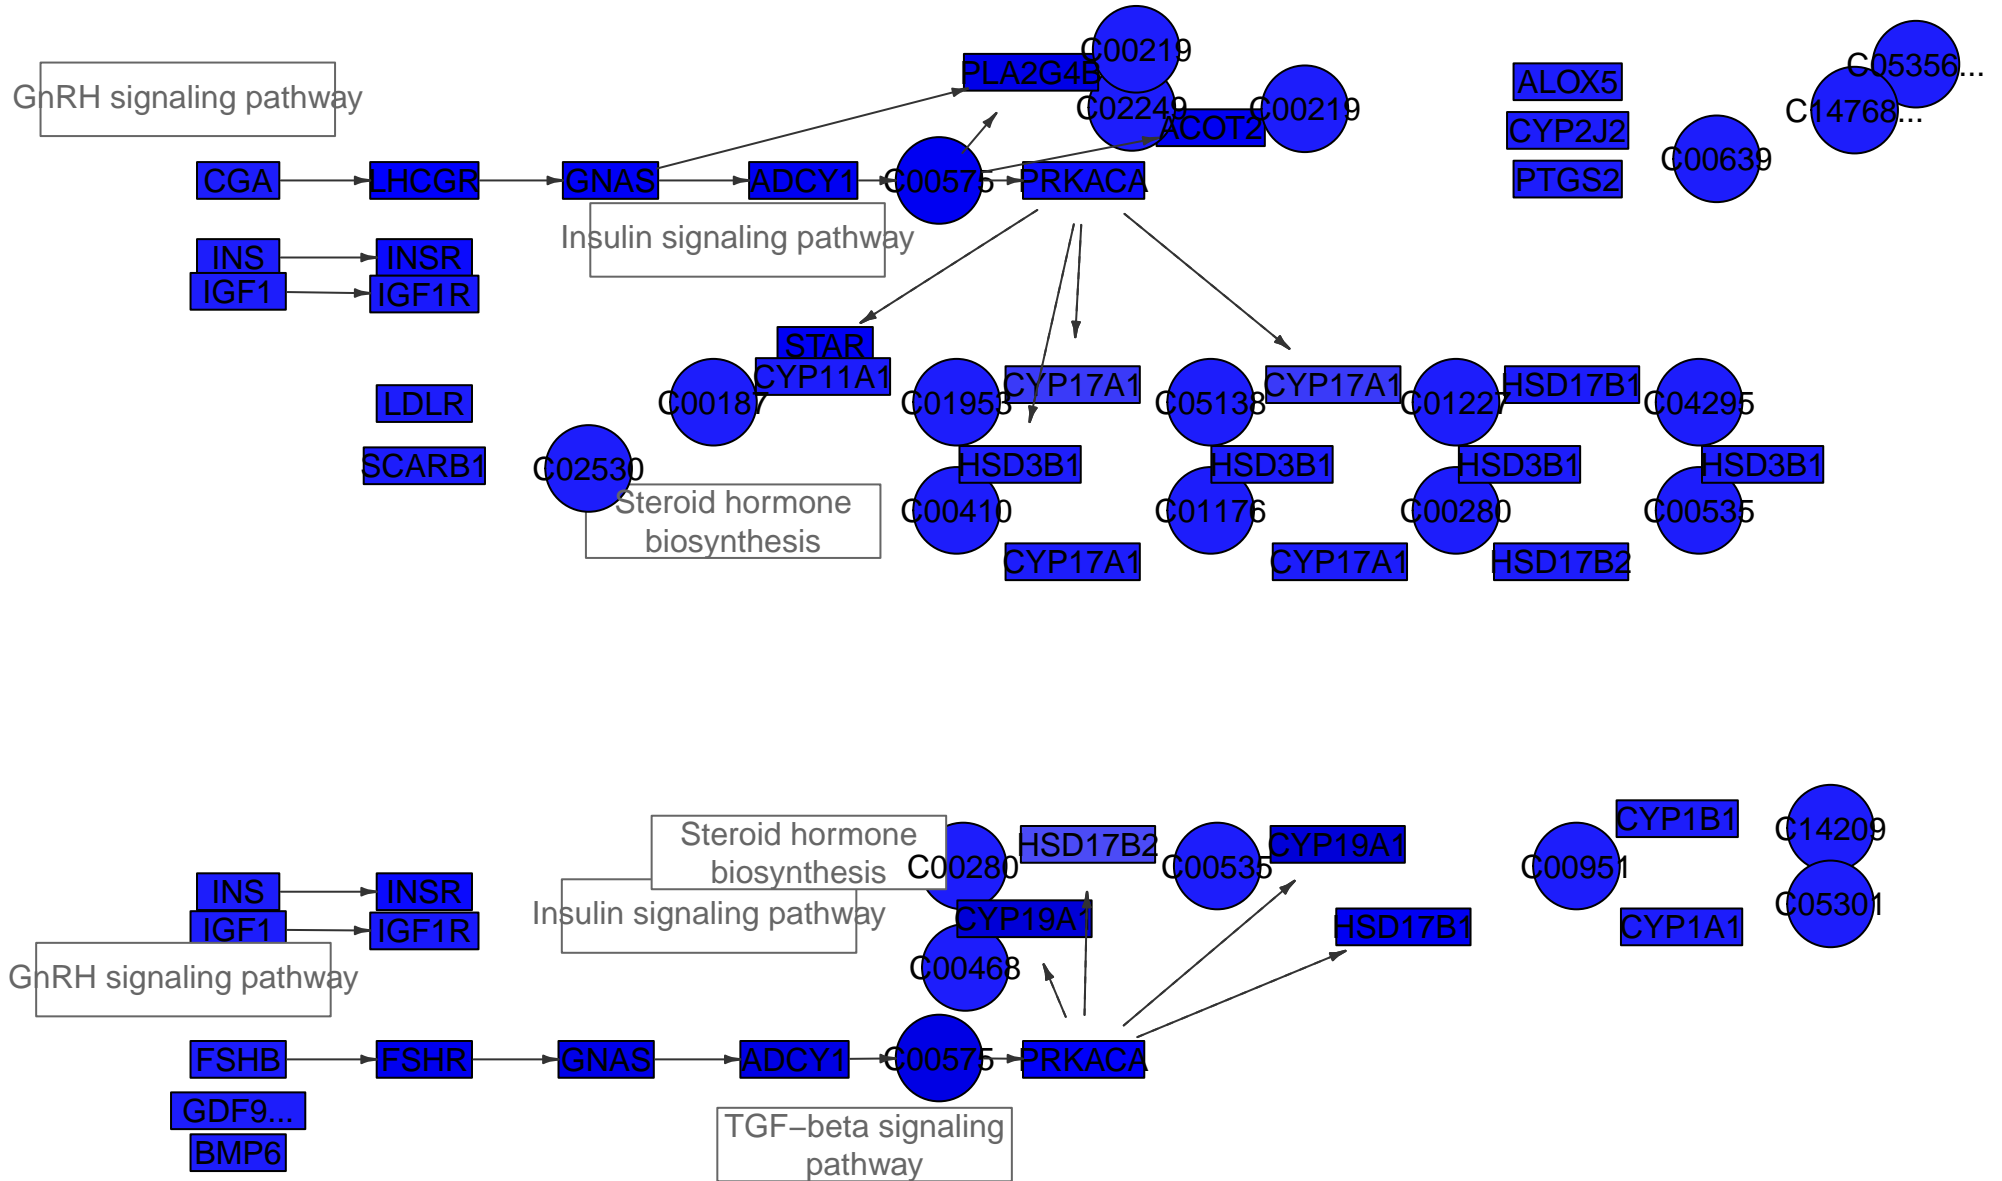 C00219
C05356...
PLA2G4B
ALOX5
GnRH signaling pathway
C02249
C00219
C14768...
ACOT2
CYP2J2
C00639
CGA
LHCGR
GNAS
ADCY1
C00575
PRKACA
PTGS2
Insulin signaling pathway
INS
INSR
IGF1
IGF1R
STAR
CYP11A1
CYP17A1
CYP17A1
HSD17B1
LDLR
C00187
C01953
C05138
C01227
C04295
SCARB1
C02530
HSD3B1
HSD3B1
HSD3B1
HSD3B1
Steroid hormone
biosynthesis
C00410
C01176
C00280
C00535
CYP17A1
CYP17A1
HSD17B2
Steroid hormone
biosynthesis
CYP1B1
C14209
HSD17B2
CYP19A1
C00280
C00535
C00951
INS
INSR
C05301
Insulin signaling pathway
CYP19A1
IGF1
IGF1R
HSD17B1
CYP1A1
GnRH signaling pathway
C00468
FSHB
FSHR
GNAS
ADCY1
C00575
PRKACA
GDF9...
TGF−beta signaling
pathway
BMP6